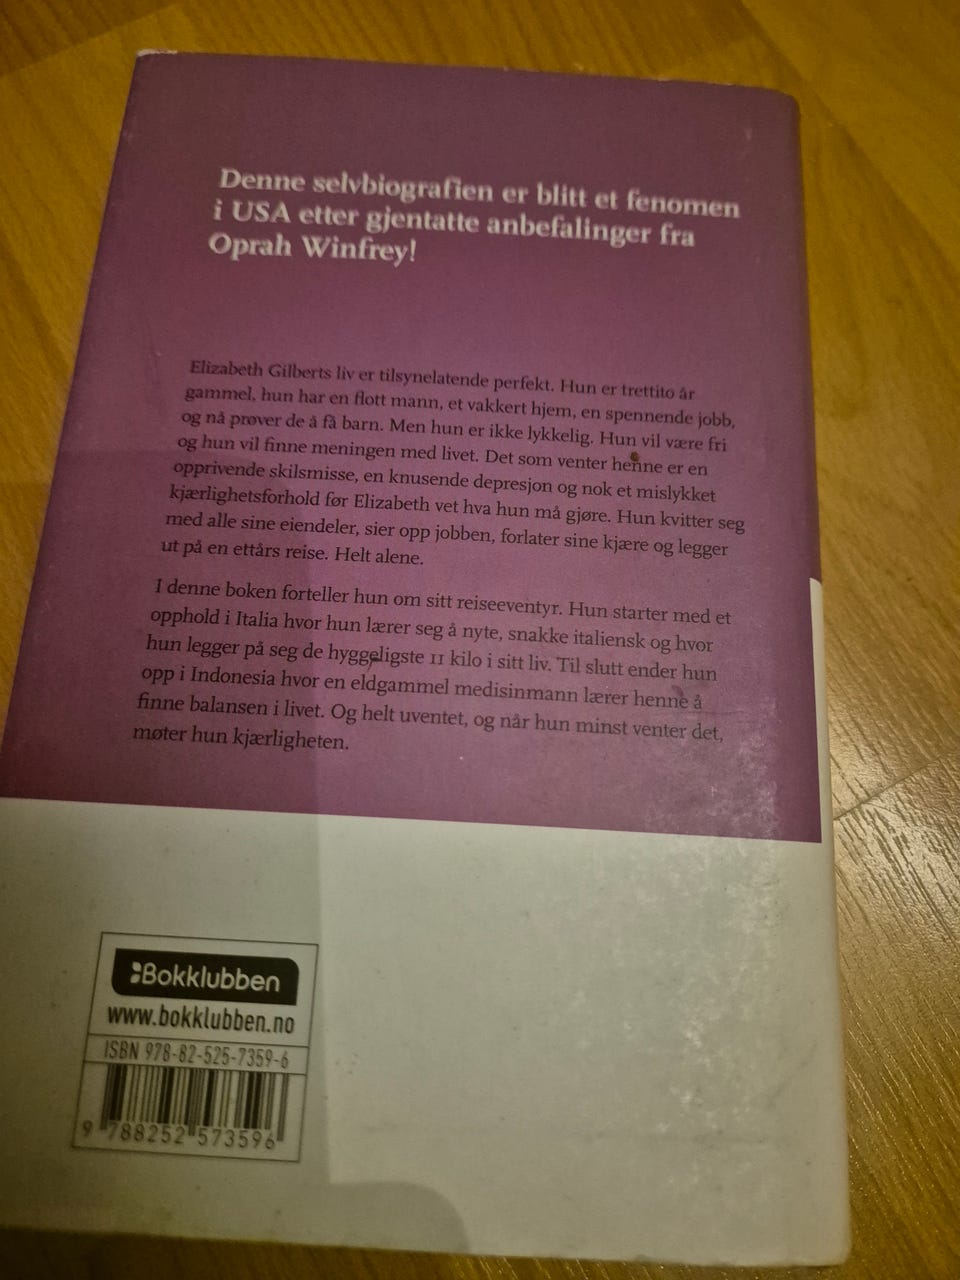 Denne selvbiografien er blitt et fenomen
i USA etter gjentatte anbefalinger fra
Oprah Winfrey!
Elizabeth Gilberts liv er tilsynelatende perfekt. Hun er trettito år
gammel, hun har en flott mann, et vakkert hjem, en spennende jobb,
og nå prøver de å få barn. Men hun er ikke lykkelig. Hun vil være fri
og hun vil finne meningen med livet. Det som venter henne er en
opprivende skilsmisse, en knusende depresjon og nok et mislykket
kjærlighetsforhold før Elizabeth vet hva hun må gjøre. Hun kvitter seg
med alle sine eiendeler, sier opp jobben, forlater sine kjære og legger
ut på en ettårs reise. Helt alene.
I denne boken forteller hun om sitt reiseeventyr. Hun starter med et
opphold i Italia hvor hun lærer seg å nyte, snakke italiensk og hvor
hun legger på seg de hyggeligste 11 kilo i sitt liv. Til slutt ender hun
opp i Indonesia hvor en eldgammel medisinmann lærer henne å
finne balansen i livet. Og helt uventet, og når hun minst venter det,
møter hun kjærligheten.
Bokklubben
www.bokklubben.no
ISBN 978-82-525-7359-6
9 788252 573596